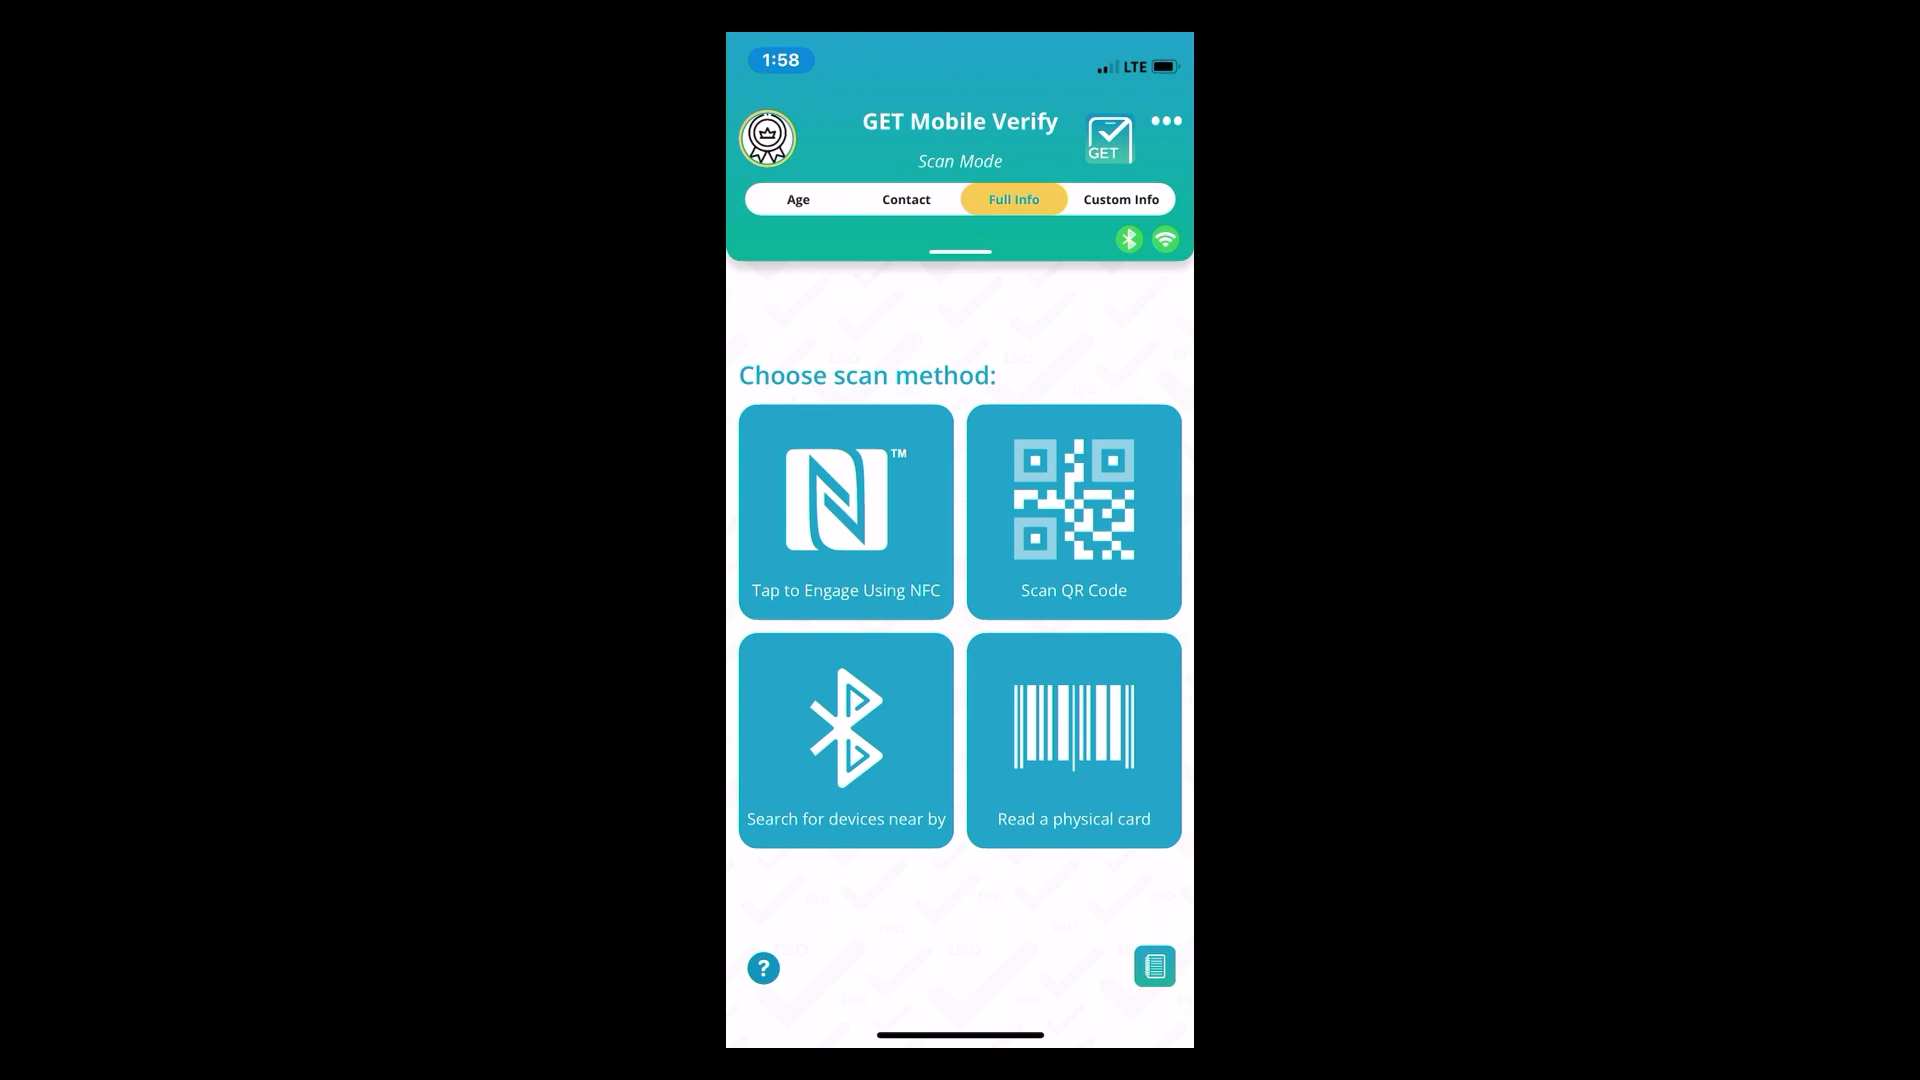 1:58
LTE
GET Mobile Verify
GET
Scan Mode
Age
Contact
Full Info
Custom Info
Choose scan method:
TM
Tap to Engage Using NFC
Scan QR Code
Search for devices near by
Read a physical card
?